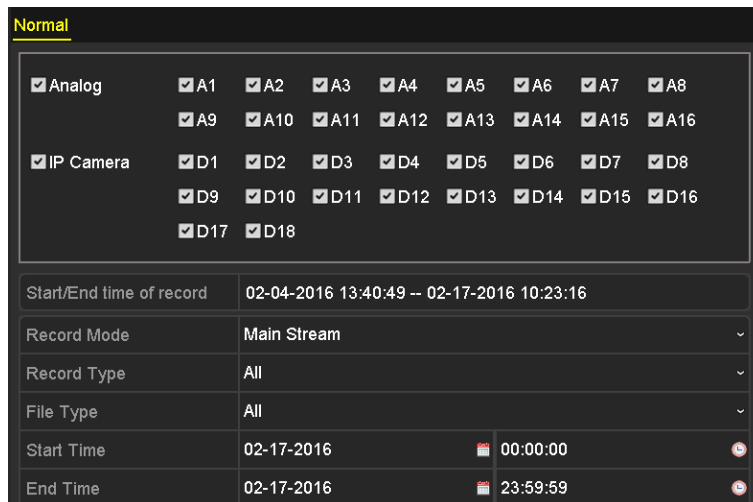 Normal
Analog A1 A2 A3 A4 A5 A6 A7 A8
A9 A10 A11 A12 A13 A14 A15 A16
IP Camera D1 D2 D3 D4 D5 D6 D7 D8
D9 D10 D11 D12 D13 D14 D15 D16
D17 D18
Start/End time of record 02-04-2016 13:40:49 -- 02-17-2016 10:23:16
Record Mode Main Stream
Record Type All
File Type All
Start Time 02-17-2016 00:00:00
End Time 02-17-2016 23:59:59